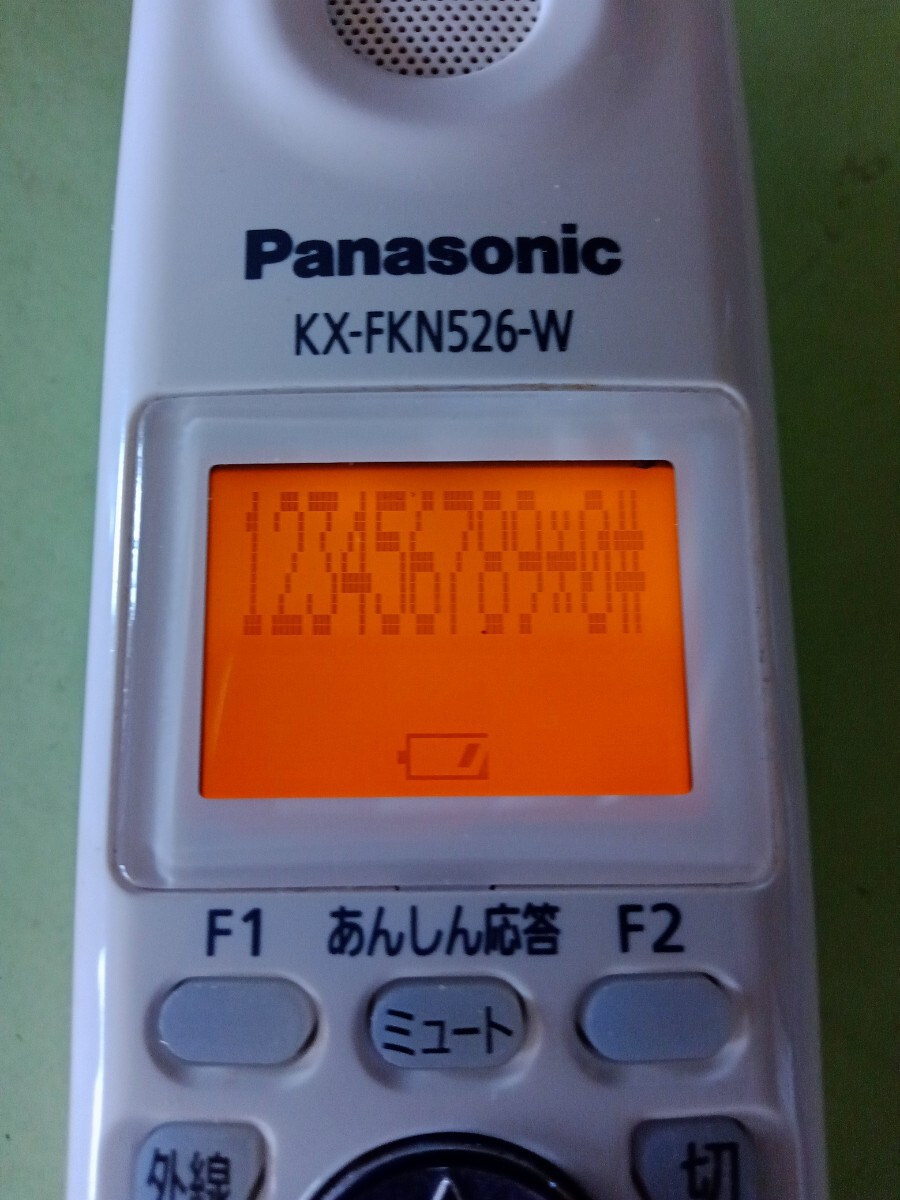 Panasonic
KX-FKN526-W
123456789*0#
F1 あんしん応答 F2
ミュート
外線 切